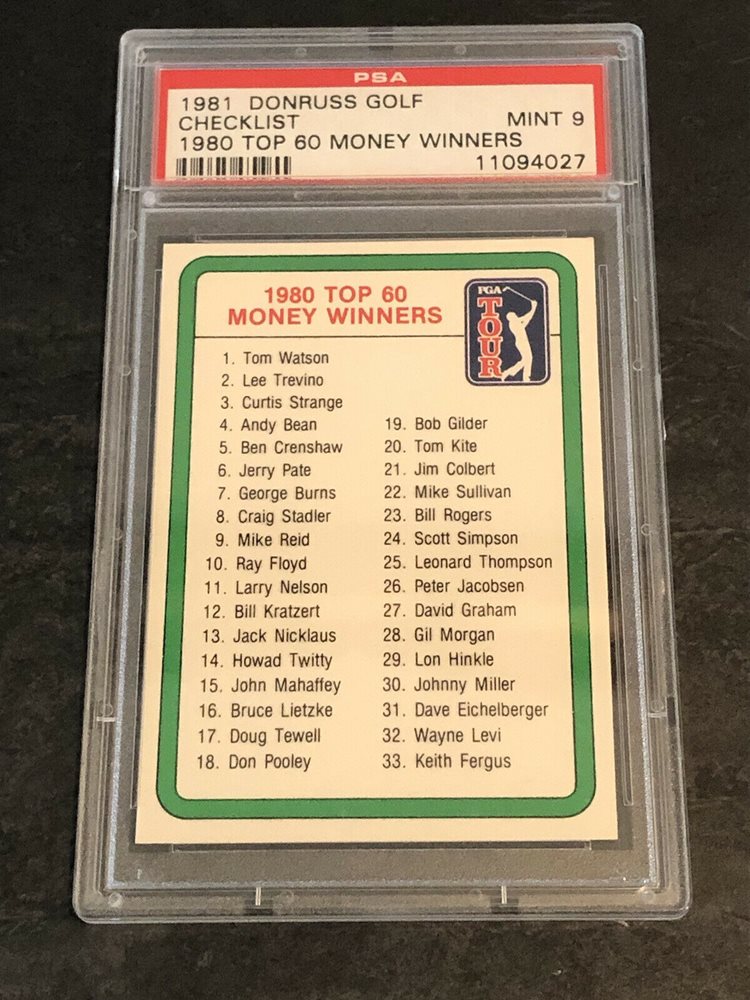 PSA
1981 DONRUSS GOLF
CHECKLIST MINT 9
1980 TOP 60 MONEY WINNERS
11094027
1980 TOP 60
MONEY WINNERS
PGA
TOUR
1. Tom Watson
2. Lee Trevino
3. Curtis Strange
4. Andy Bean
5. Ben Crenshaw
6. Jerry Pate
7. George Burns
8. Craig Stadler
9. Mike Reid
10. Ray Floyd
11. Larry Nelson
12. Bill Kratzert
13. Jack Nicklaus
14. Howad Twitty
15. John Mahaffey
16. Bruce Lietzke
17. Doug Tewell
18. Don Pooley
19. Bob Gilder
20. Tom Kite
21. Jim Colbert
22. Mike Sullivan
23. Bill Rogers
24. Scott Simpson
25. Leonard Thompson
26. Peter Jacobsen
27. David Graham
28. Gil Morgan
29. Lon Hinkle
30. Johnny Miller
31. Dave Eichelberger
32. Wayne Levi
33. Keith Fergus